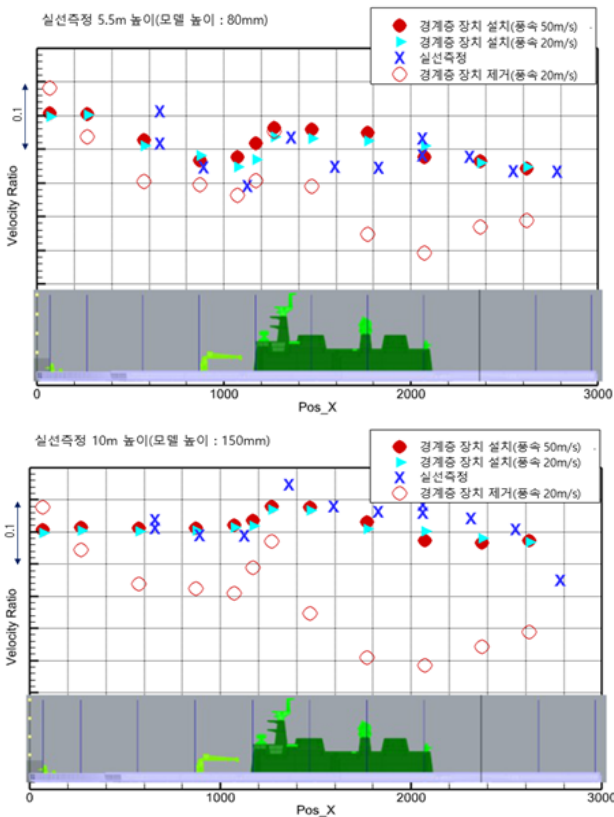 실선측정 5.5m 높이(모델 높이 : 80mm)
경계층 장치 설치(풍속 50m/s)
경계층 장치 설치(풍속 20m/s)
실선측정
경계층 장치 제거(풍속 20m/s)
0.1
Velocity Ratio
0
1000
2000
3000
Pos_X
실선측정 10m 높이(모델 높이 : 150mm)
경계층 장치 설치(풍속 50m/s)
경계층 장치 설치(풍속 20m/s)
실선측정
경계층 장치 제거(풍속 20m/s)
0.1
Velocity Ratio
0
1000
2000
3000
Pos_X